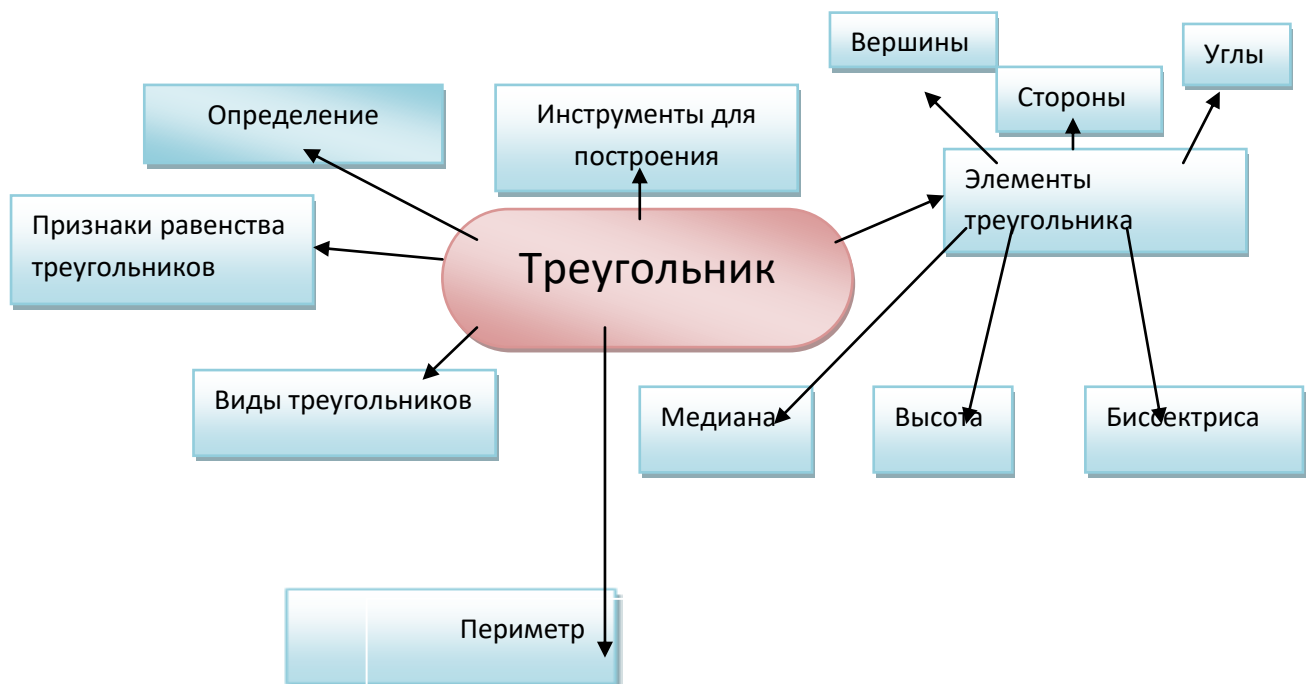 Вершины
Углы
Стороны
Определение
Инструменты для
построения
Элементы
треугольника
Признаки равенства
треугольников
Треугольник
Виды треугольников
Медиана
Высота
Биссектриса
Периметр